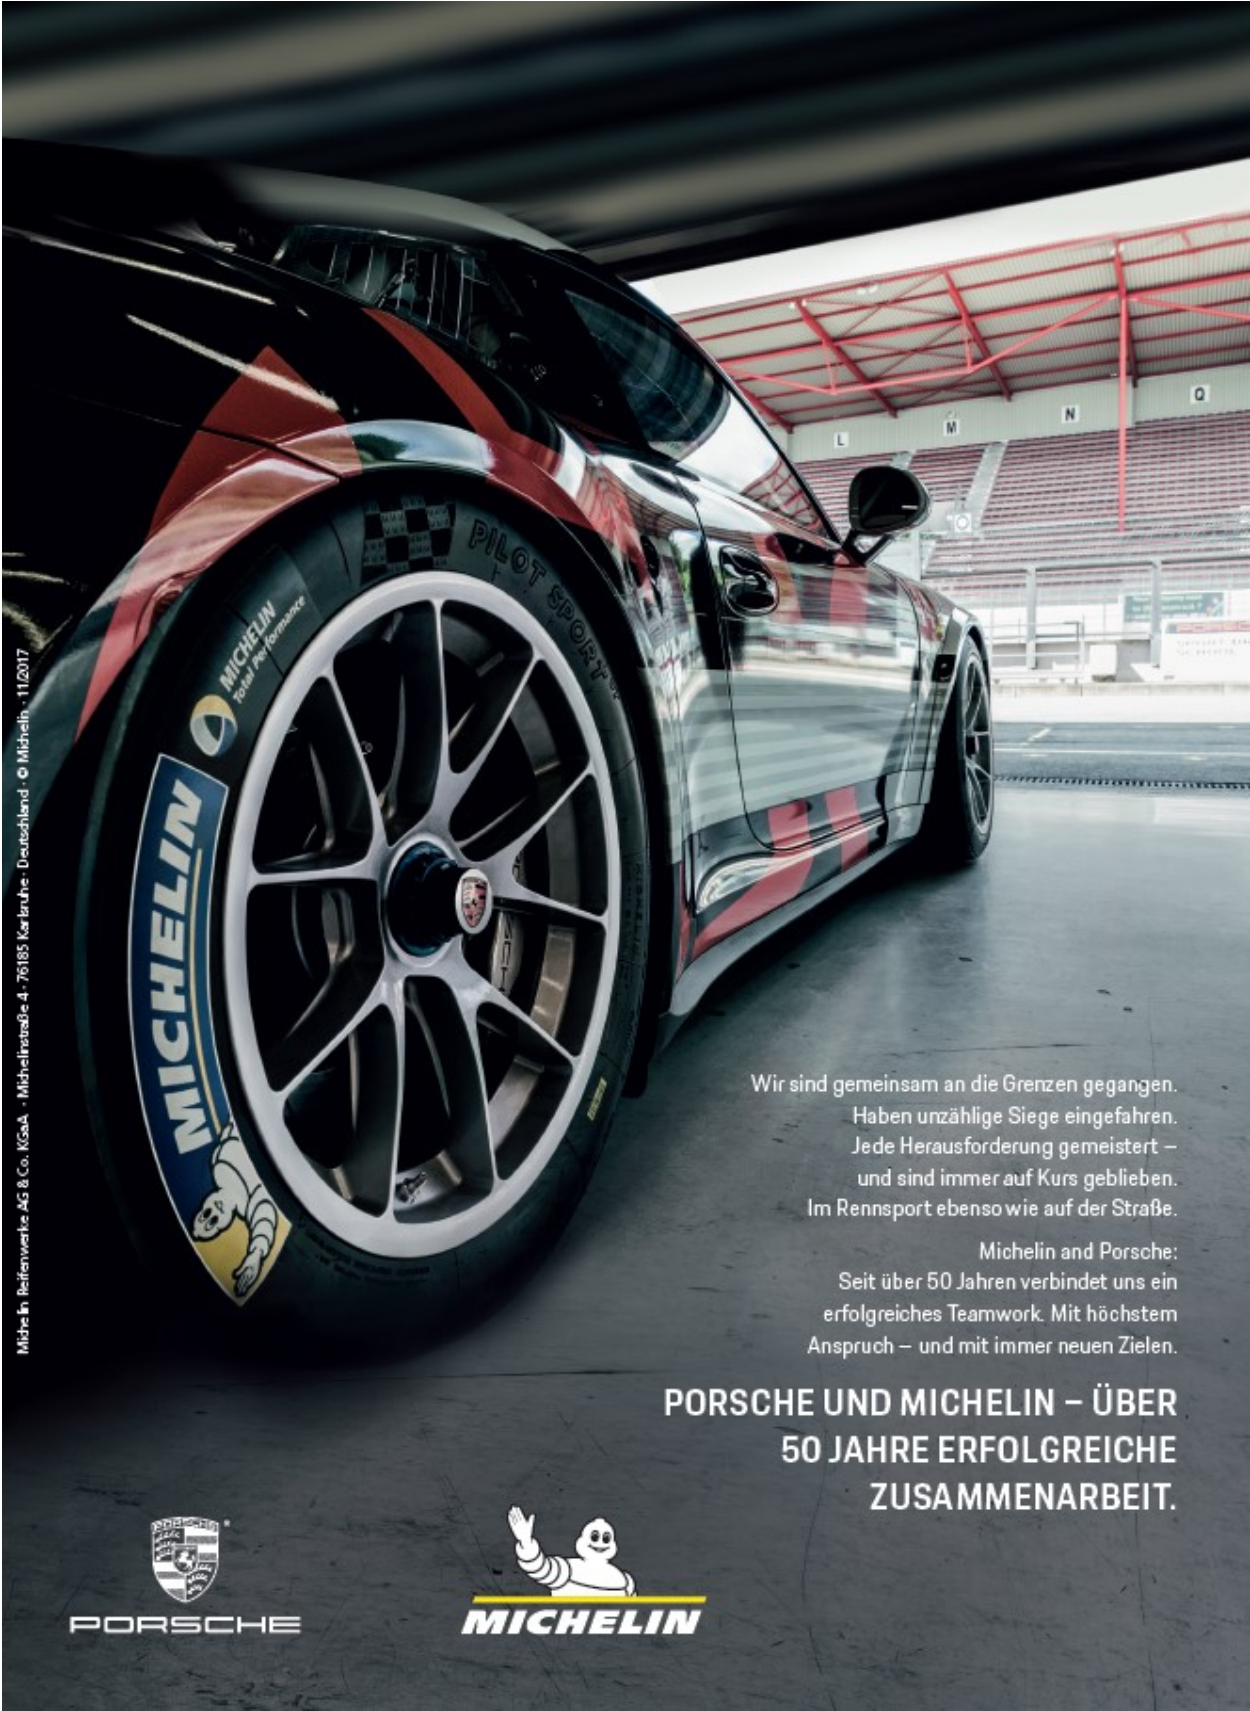 L
M
N
Q
PILOT SPORT
MICHELIN
Total Performance
MICHELIN
Michelin Reifenwerke AG & Co. KGaA · Michelinstraße 4 · 76185 Karlsruhe · Deutschland · © Michelin · 11/2017
Wir sind gemeinsam an die Grenzen gegangen.
Haben unzählige Siege eingefahren.
Jede Herausforderung gemeistert –
und sind immer auf Kurs geblieben.
Im Rennsport ebenso wie auf der Straße.
Michelin and Porsche:
Seit über 50 Jahren verbindet uns ein
erfolgreiches Teamwork. Mit höchstem
Anspruch – und mit immer neuen Zielen.
PORSCHE UND MICHELIN – ÜBER
50 JAHRE ERFOLGREICHE
ZUSAMMENARBEIT.
PORSCHE
®
PORSCHE
MICHELIN